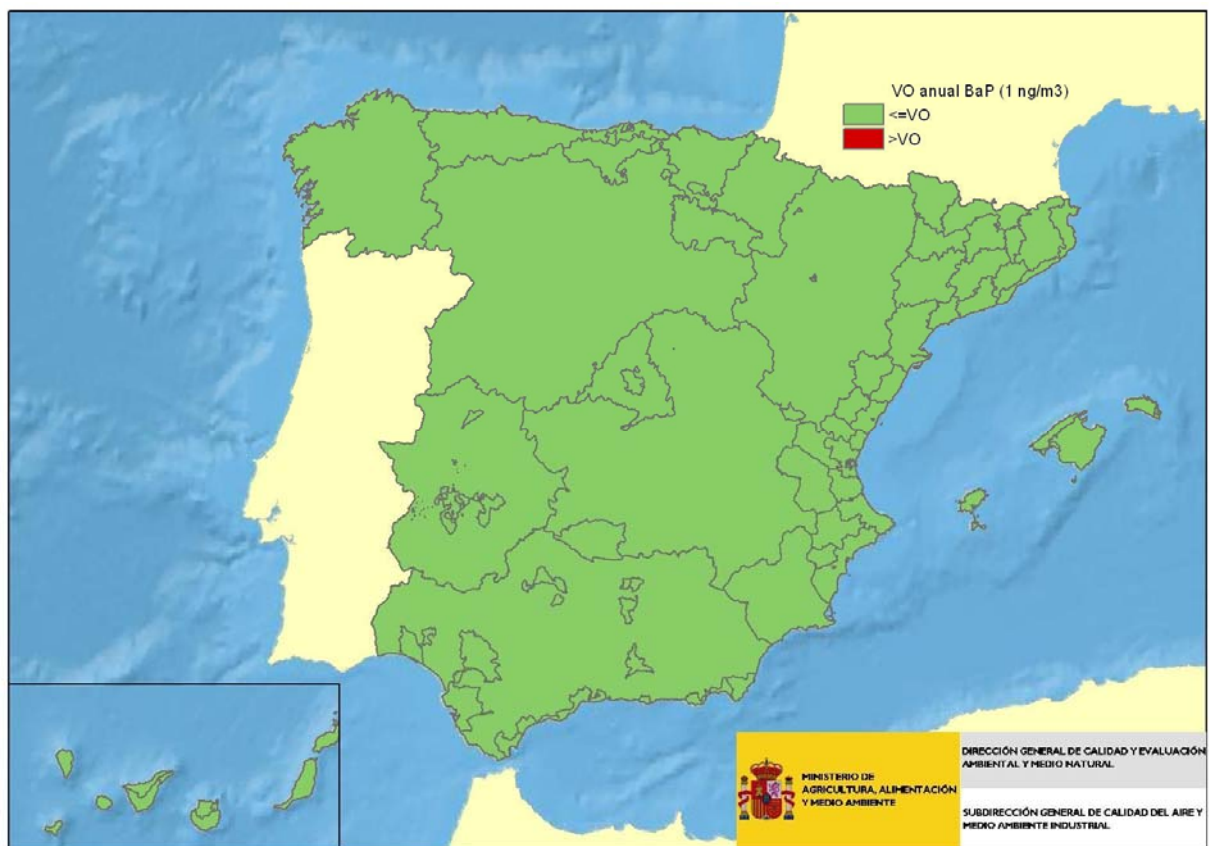 VO anual BaP (1 ng/m3)
<=VO
>VO
MINISTERIO DE
AGRICULTURA, ALIMENTACIÓN
Y MEDIO AMBIENTE
DIRECCIÓN GENERAL DE CALIDAD Y EVALUACIÓN
AMBIENTAL Y MEDIO NATURAL
SUBDIRECCIÓN GENERAL DE CALIDAD DEL AIRE Y
MEDIO AMBIENTE INDUSTRIAL